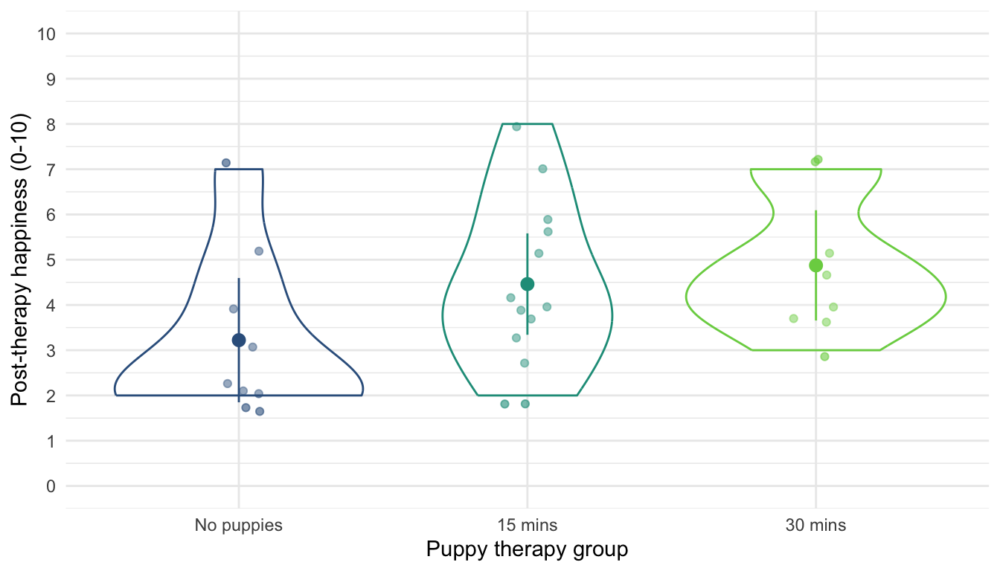 Post-therapy happiness (0-10)
10
9
8
7
6
5
4
3
2
1
0
No puppies
15 mins
30 mins
Puppy therapy group